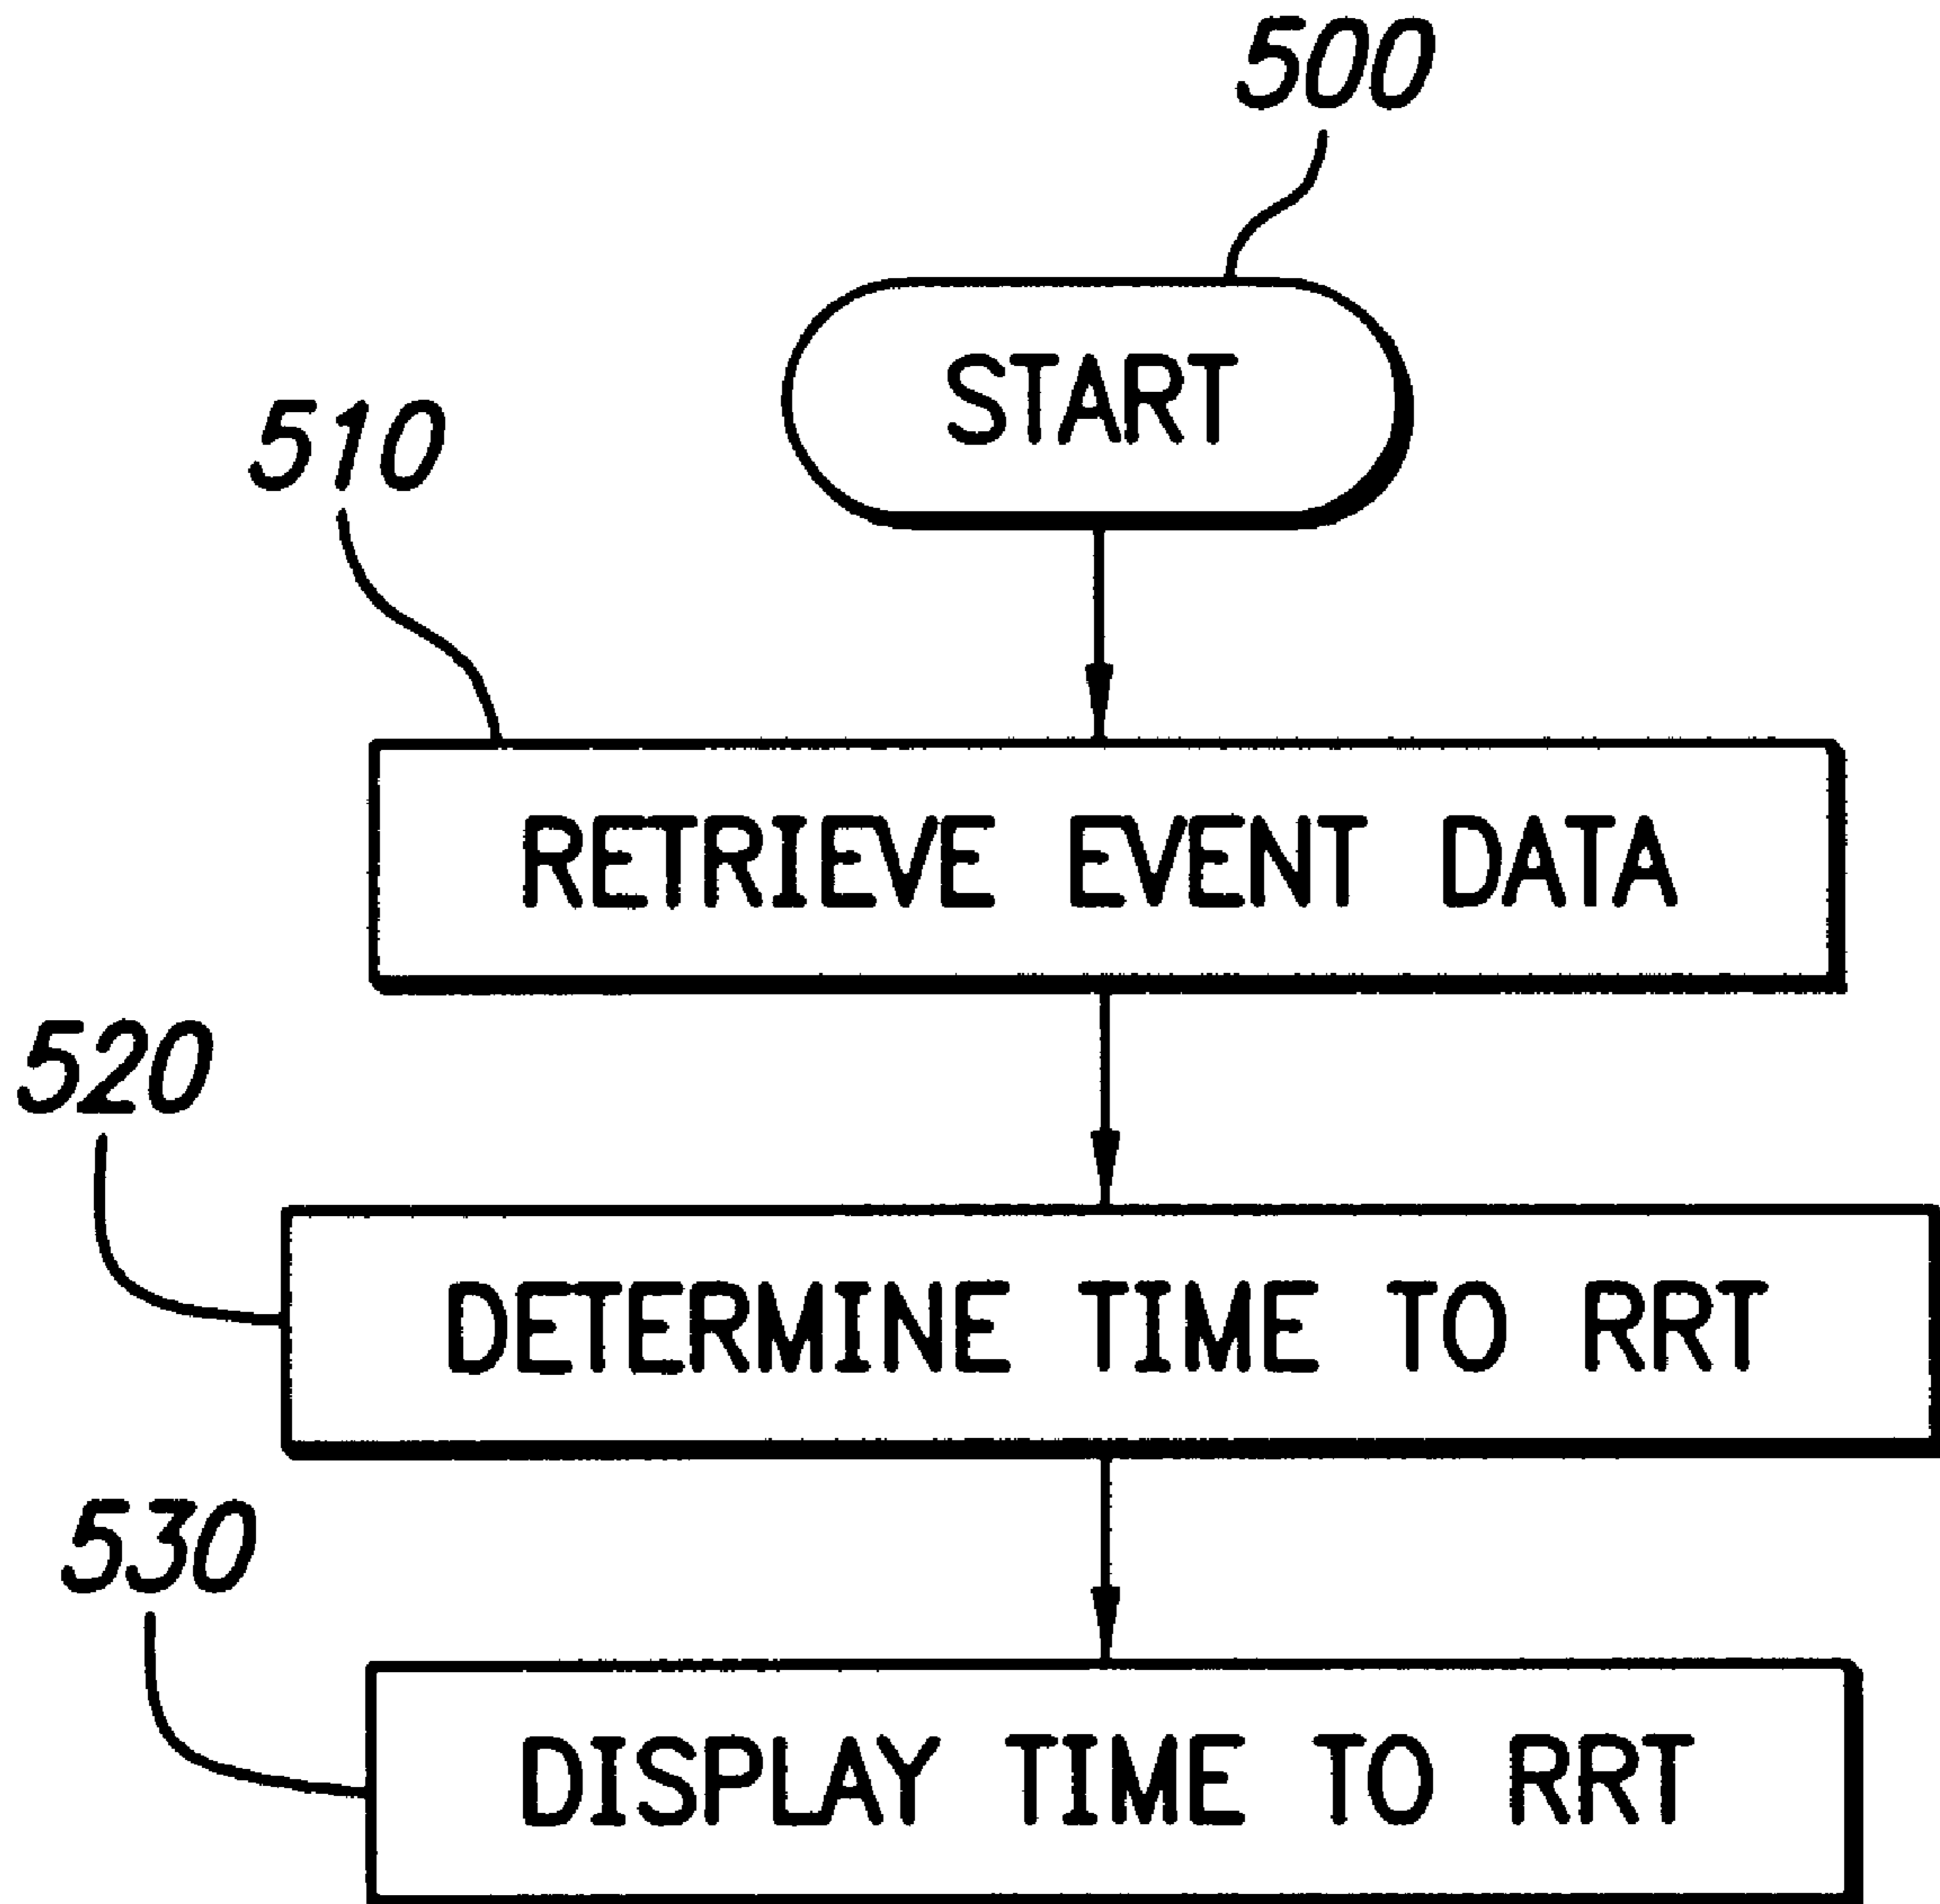 500
START
510
RETRIEVE EVENT DATA
520
DETERMINE TIME TO RRT
530
DISPLAY TIME TO RRT